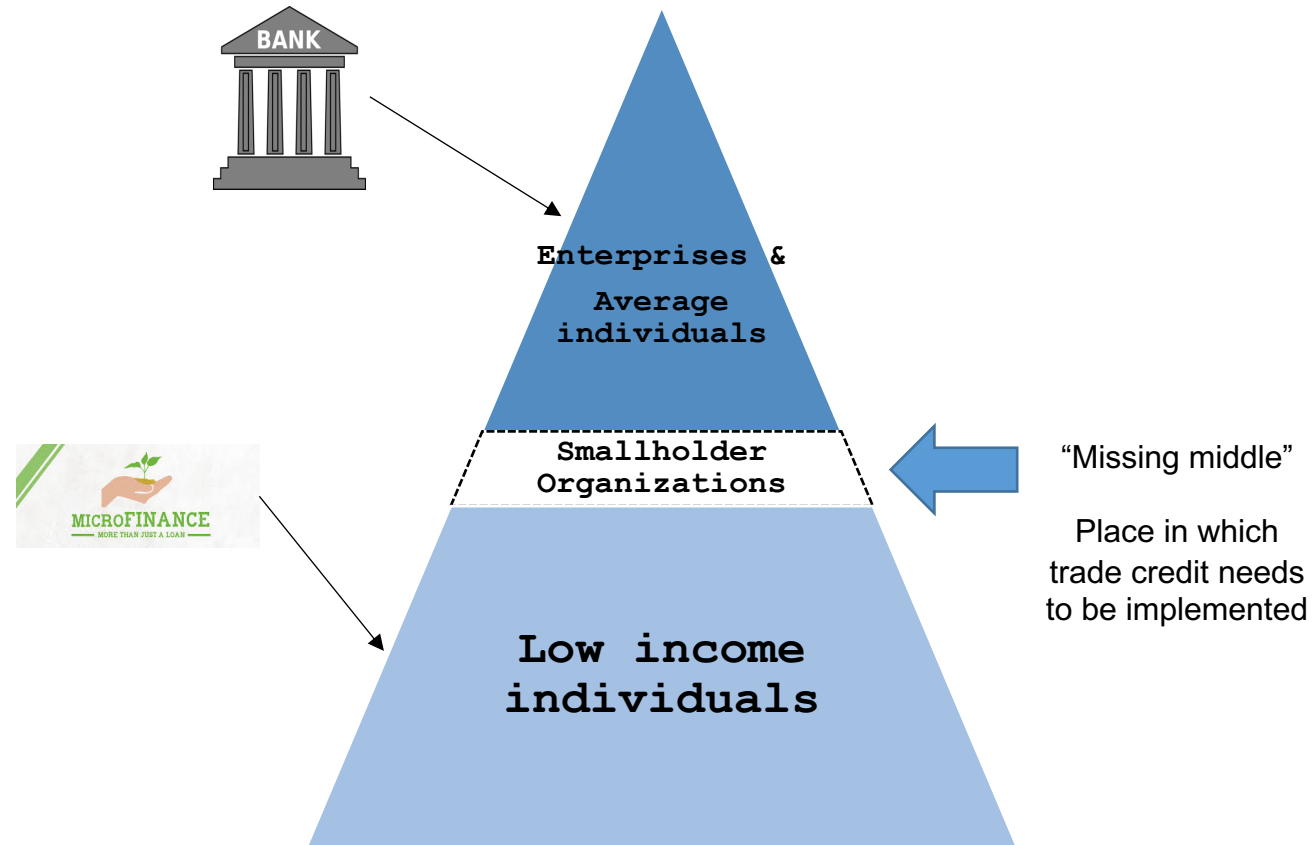 BANK
Enterprises &
Average
individuals
Smallholder
Organizations
“Missing middle”
Place in which
trade credit needs
to be implemented
MICROFINANCE
MORE THAN JUST A LOAN
Low income
individuals